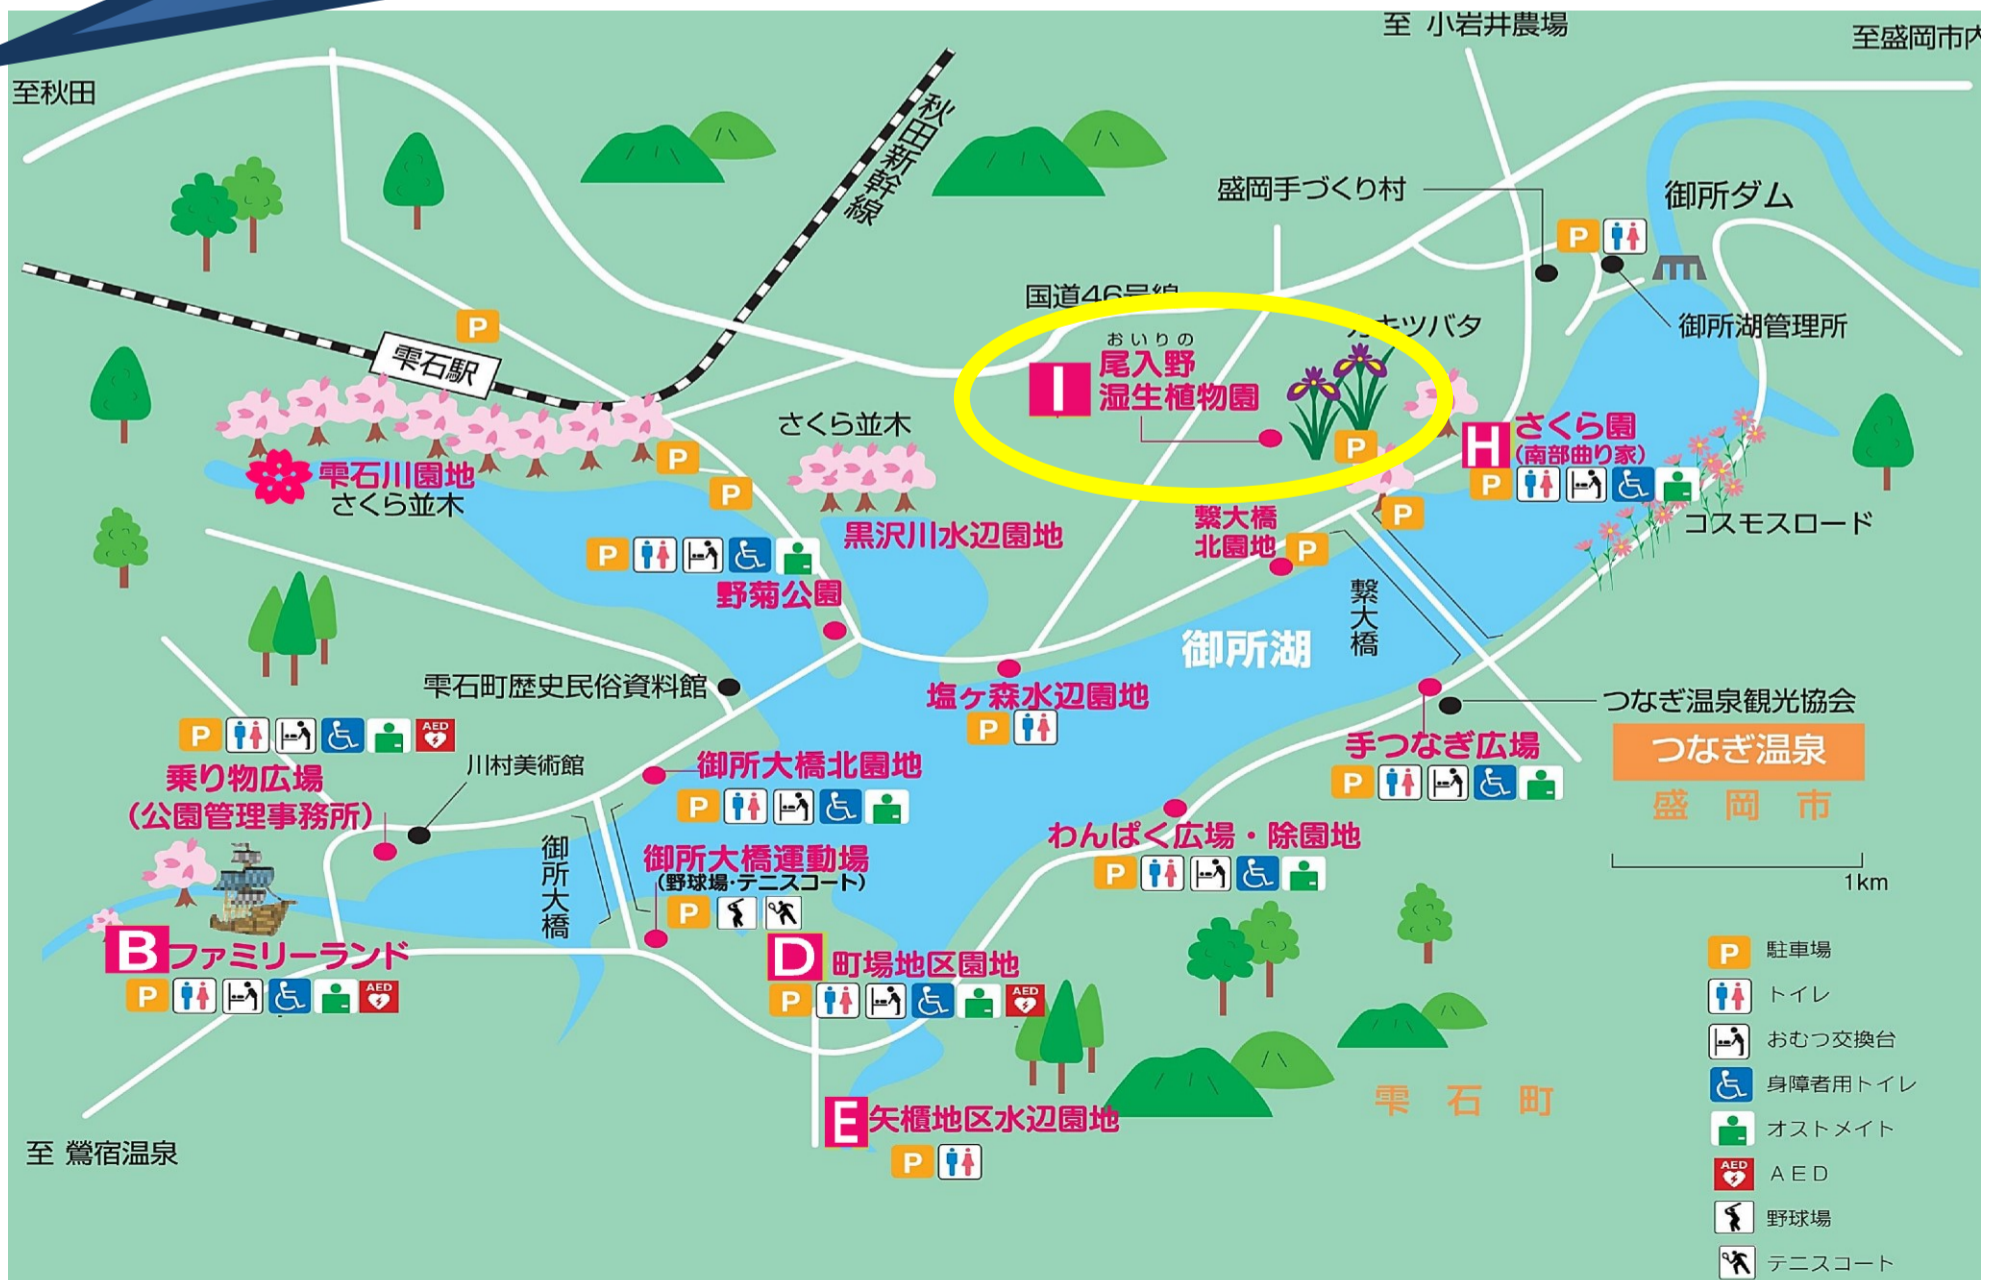 至 小岩井農場
至盛岡市内
至秋田
秋田新幹線
盛岡手づくり村
御所ダム
P
国道46号線
御所湖管理所
カキツバタ
P
雫石駅
おいりの
I 尾入野
湿生植物園
P
さくら並木
H さくら園
(南部曲り家)
P
雫石川園地
さくら並木
P
P
コスモスロード
黒沢川水辺園地
繋大橋
北園地
P
P
P
野菊公園
繋大橋
御所湖
雫石町歴史民俗資料館
塩ヶ森水辺園地
P
つなぎ温泉観光協会
つなぎ温泉
盛岡市
手つなぎ広場
P
P
AED
乗り物広場
(公園管理事務所)
川村美術館
御所大橋北園地
P
わんぱく広場・除園地
P
御所大橋
御所大橋運動場
(野球場・テニスコート)
P
1km
B ファミリーランド
P
AED
D 町場地区園地
P
AED
E 矢櫃地区水辺園地
P
雫石町
至 鶯宿温泉
P 駐車場
トイレ
おむつ交換台
身障者用トイレ
オストメイト
AED AED
野球場
テニスコート